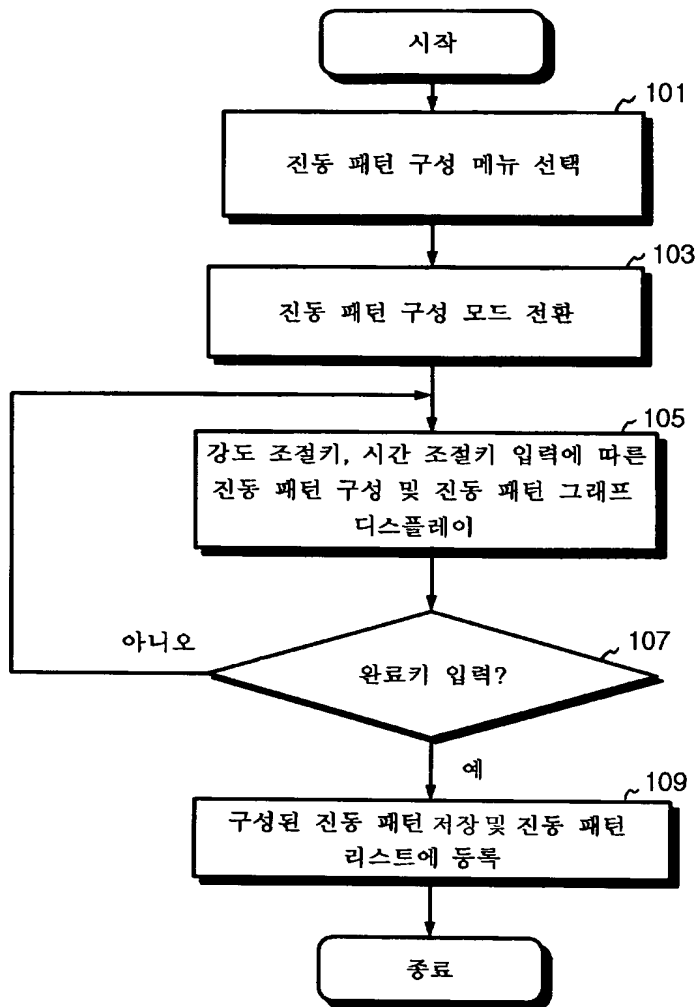 시작
101
진동 패턴 구성 메뉴 선택
103
진동 패턴 구성 모드 전환
105
강도 조절키, 시간 조절키 입력에 따른
진동 패턴 구성 및 진동 패턴 그래프
디스플레이
107
아니오
완료키 입력?
예
109
구성된 진동 패턴 저장 및 진동 패턴
리스트에 등록
종료